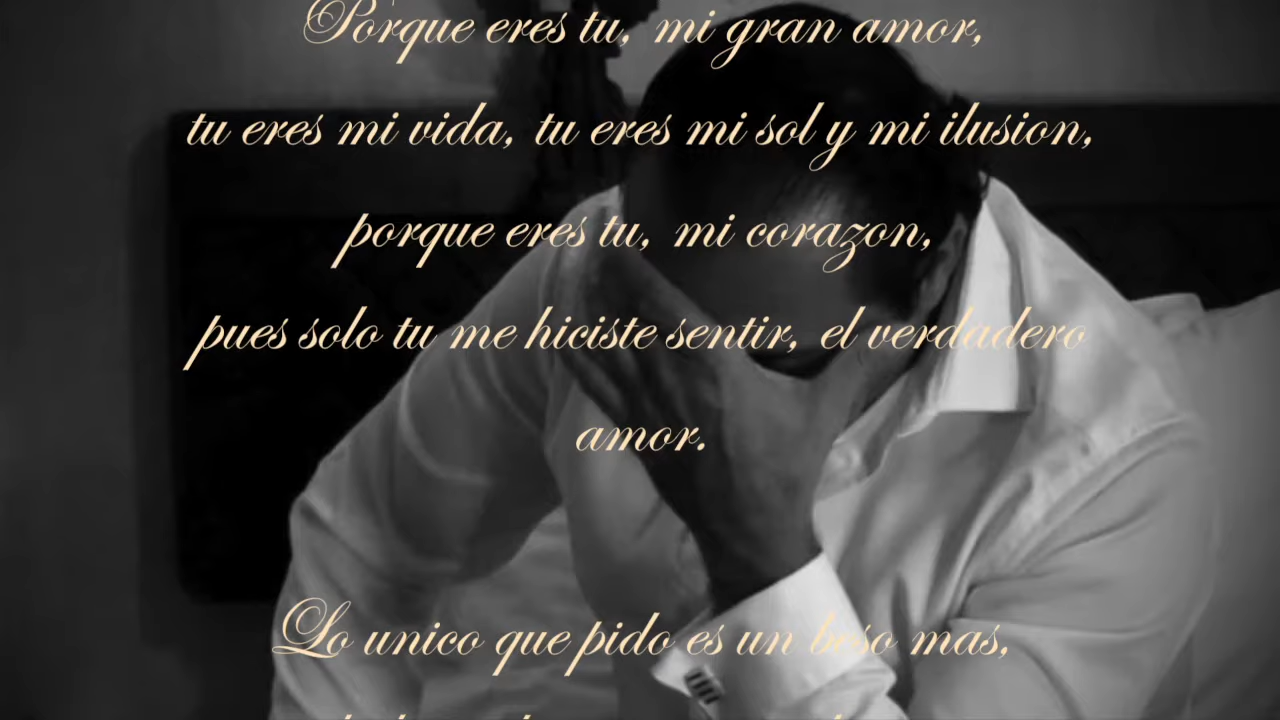 Porque eres tu, mi gran amor,
tu eres mi vida, tu eres mi sol y mi ilusion,
porque eres tu, mi corazon,
pues solo tu me hiciste sentir, el verdadero
amor.
Lo unico que pido es un beso mas,